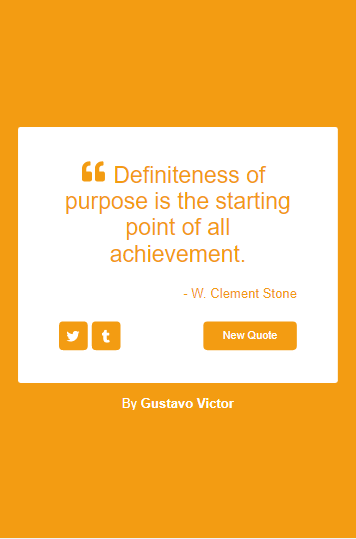 “ Definiteness of
purpose is the starting
point of all
achievement.
- W. Clement Stone
New Quote
By Gustavo Victor